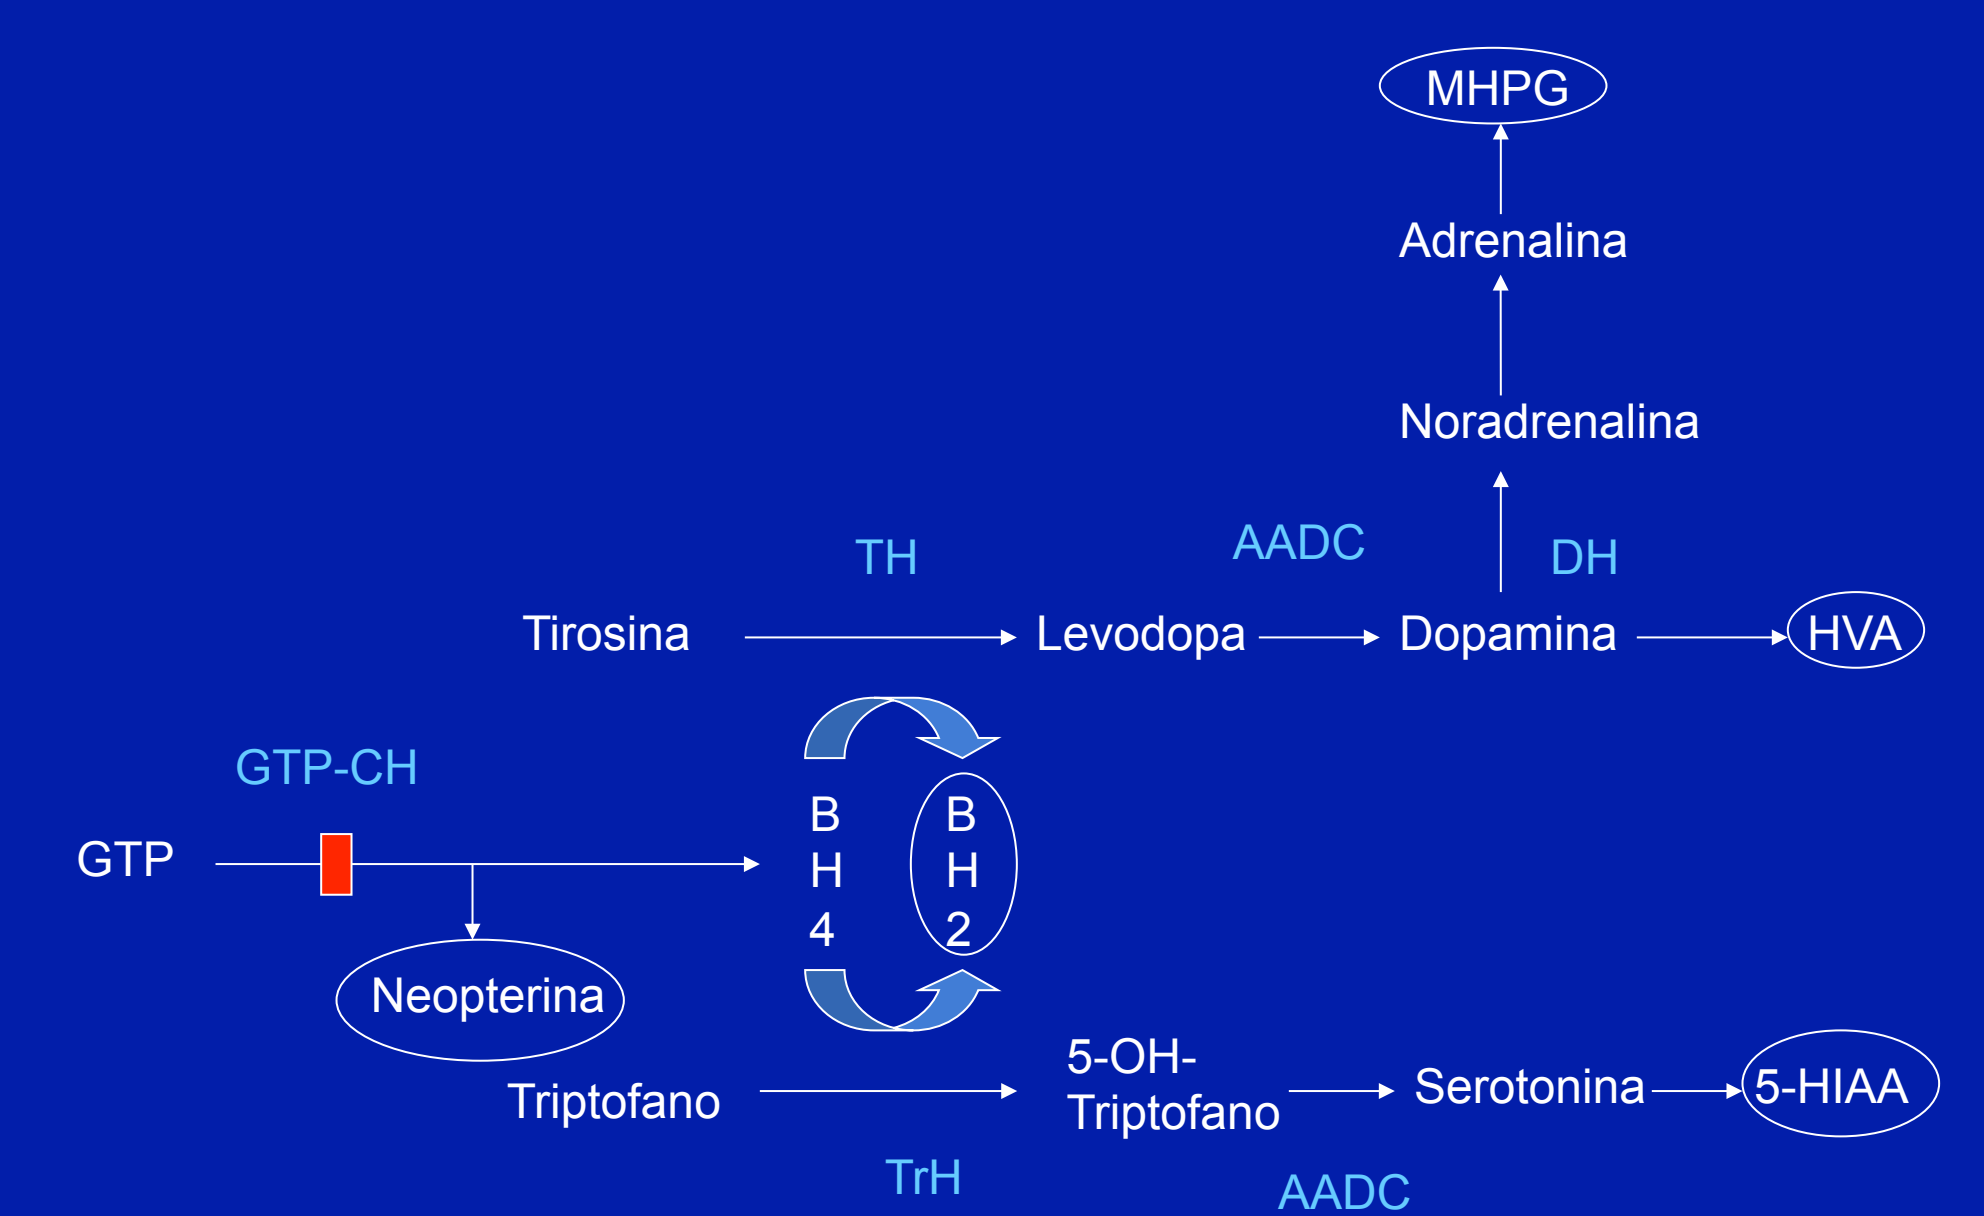 MHPG
Adrenalina
Noradrenalina
TH
AADC
DH
Tirosina
Levodopa
Dopamina
HVA
GTP-CH
GTP
B
H
4
B
H
2
Neopterina
Triptofano
5-OH-
Triptofano
Serotonina
5-HIAA
TrH
AADC